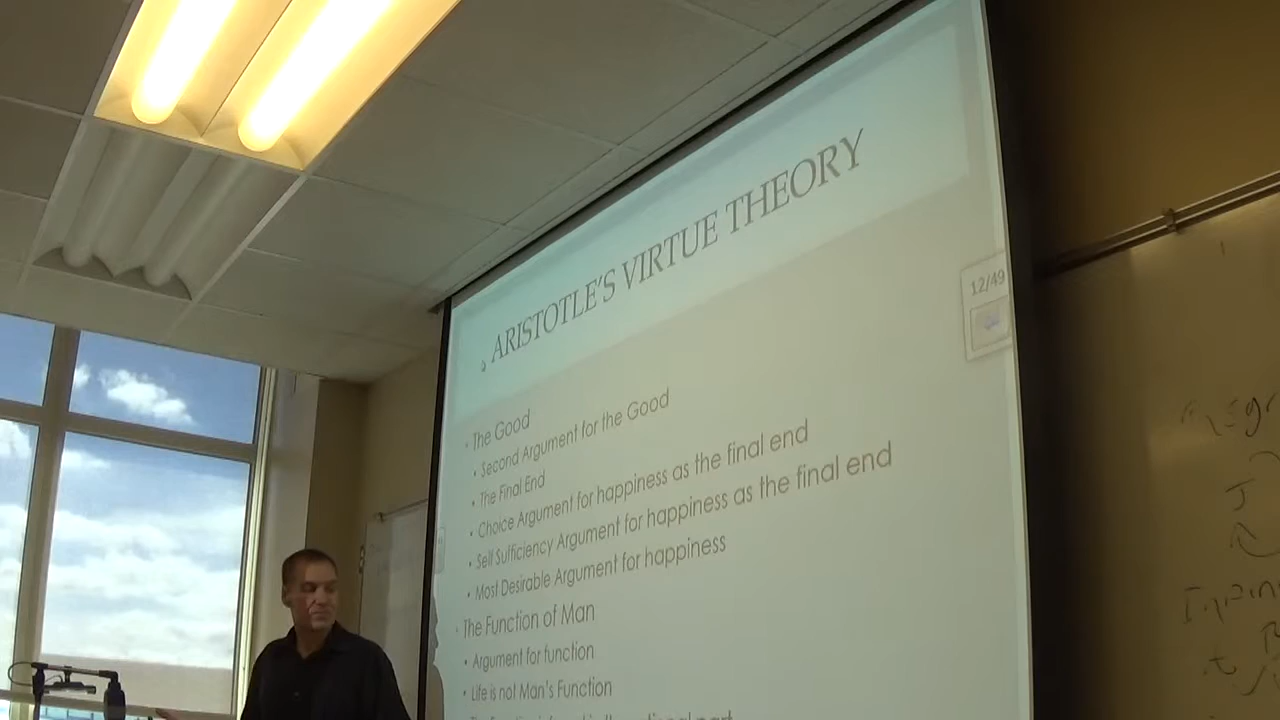 ARISTOTLE'S VIRTUE THEORY
12/49
• The Good
• Second Argument for the Good
• The Final End
• Choice Argument for happiness as the final end
• Self Sufficiency Argument for happiness as the final end
• Most Desirable Argument for happiness
• The Function of Man
• Argument for function
• Life is not Man's Function